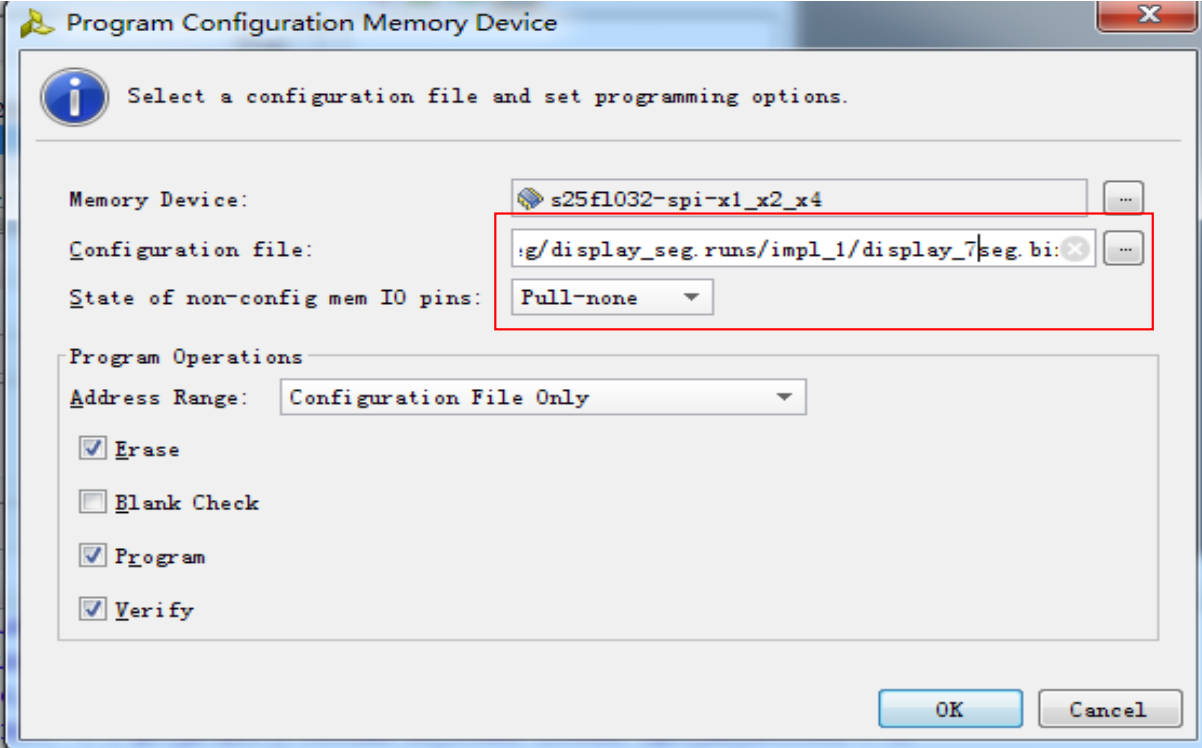 Program Configuration Memory Device
Select a configuration file and set programming options.
Memory Device: s25fl032-spi-x1_x2_x4 ...
Configuration file: g/display_seg.runs/impl_1/display_7seg.bi ...
State of non-config mem IO pins: Pull-none
Program Operations
Address Range: Configuration File Only
Erase
Blank Check
Program
Verify
OK Cancel